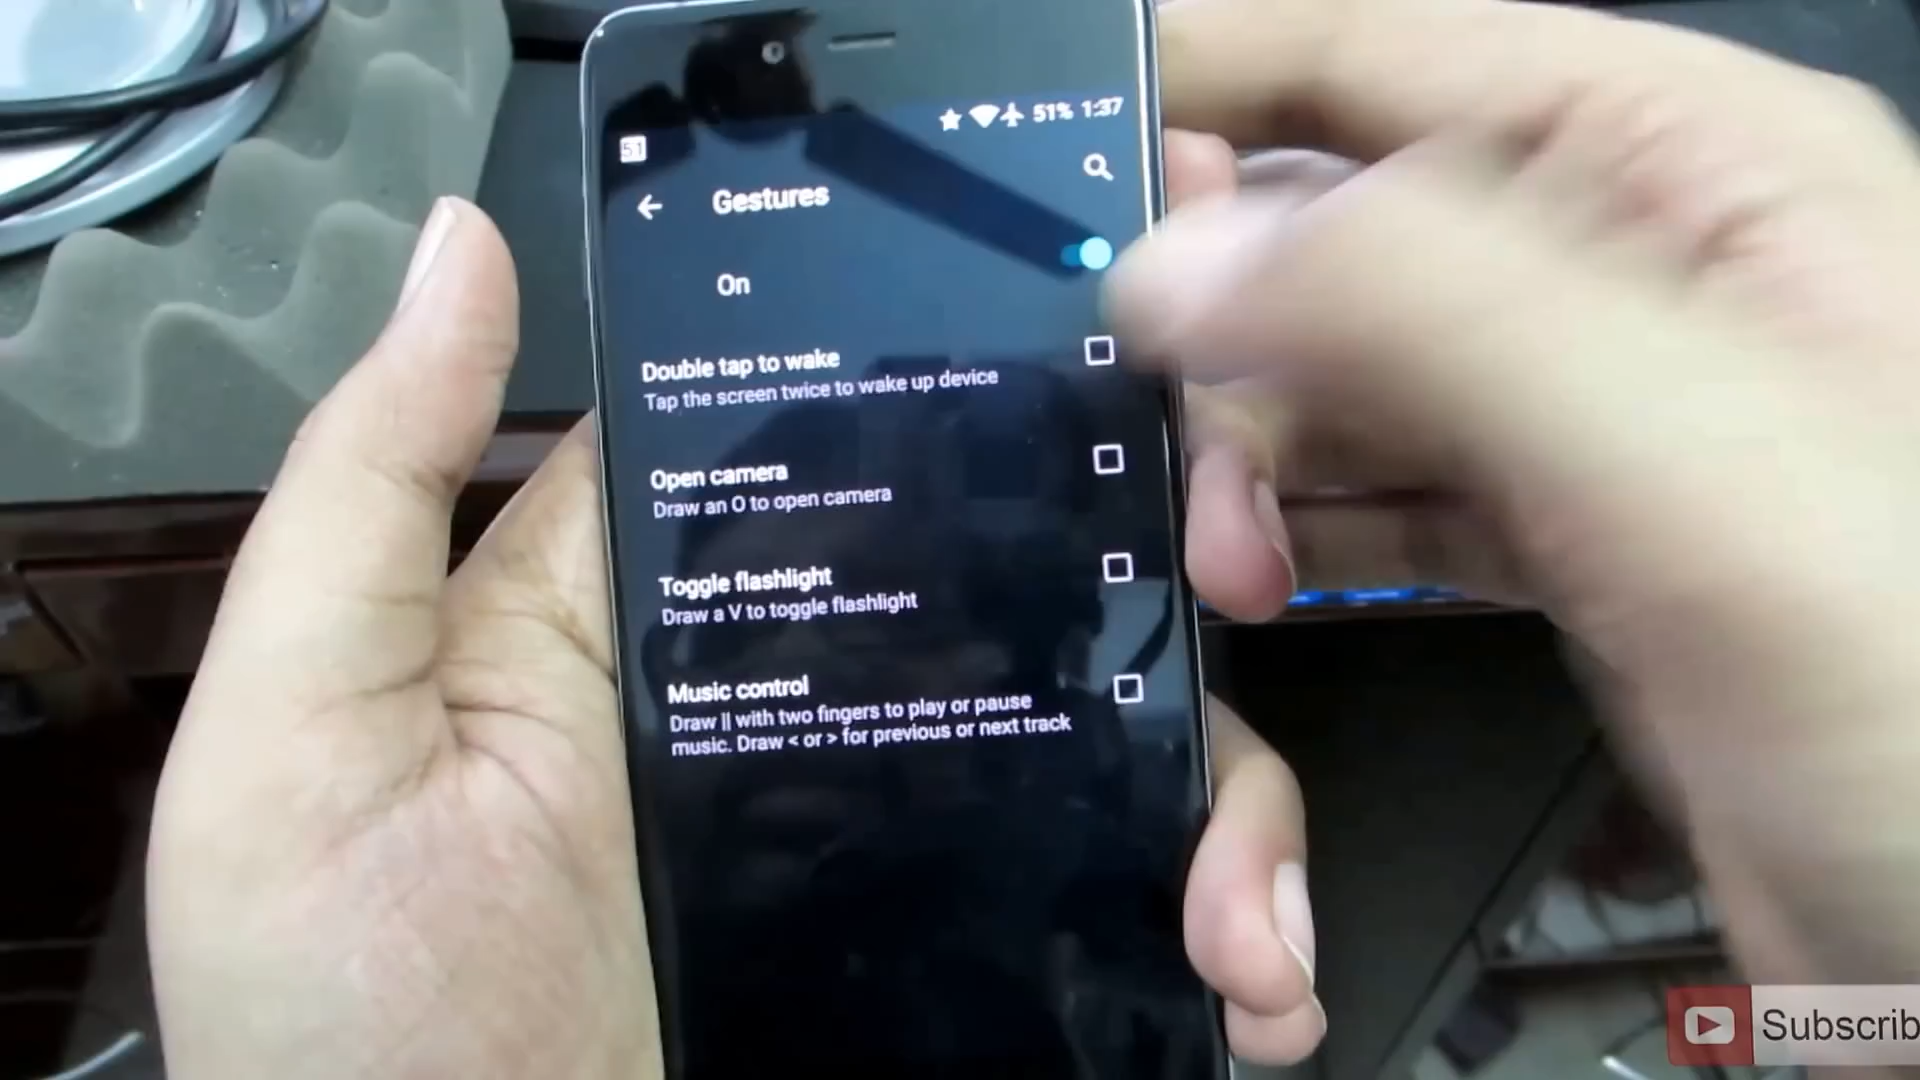 51% 1:37
51
Gestures
On
Double tap to wake
Tap the screen twice to wake up device
Open camera
Draw an O to open camera
Toggle flashlight
Draw a V to toggle flashlight
Music control
Draw || with two fingers to play or pause
music. Draw < or > for previous or next track
Subscrib